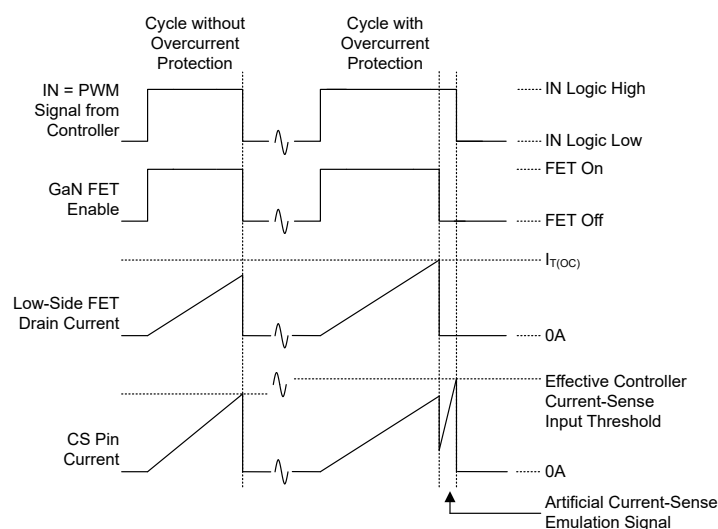 Cycle without
Overcurrent
Protection
Cycle with
Overcurrent
Protection
IN = PWM
Signal from
Controller
IN Logic High
IN Logic Low
GaN FET
Enable
FET On
FET Off
Low-Side FET
Drain Current
I_T(OC)
0A
CS Pin
Current
Effective Controller
Current-Sense
Input Threshold
0A
Artificial Current-Sense
Emulation Signal